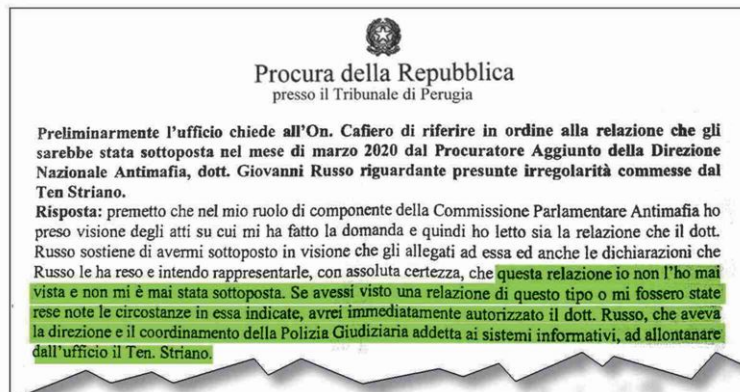 Procura della Repubblica
presso il Tribunale di Perugia
Preliminarmente l'ufficio chiede all'On. Cafiero di riferire in ordine alla relazione che gli
sarebbe stata sottoposta nel mese di marzo 2020 dal Procuratore Aggiunto della Direzione
Nazionale Antimafia, dott. Giovanni Russo riguardante presunte irregolarità commesse dal
Ten Striano.
Risposta: premetto che nel mio ruolo di componente della Commissione Parlamentare Antimafia ho
preso visione degli atti su cui mi ha fatto la domanda e quindi ho letto sia la relazione che il dott.
Russo sostiene di avermi sottoposto in visione che gli allegati ad essa ed anche le dichiarazioni che
Russo le ha reso e intendo rappresentarle, con assoluta certezza, che questa relazione io non l'ho mai
vista e non mi è mai stata sottoposta. Se avessi visto una relazione di questo tipo o mi fossero state
rese note le circostanze in essa indicate, avrei immediatamente autorizzato il dott. Russo, che aveva
la direzione e il coordinamento della Polizia Giudiziaria addetta ai sistemi informativi, ad allontanare
dall'ufficio il Ten. Striano.